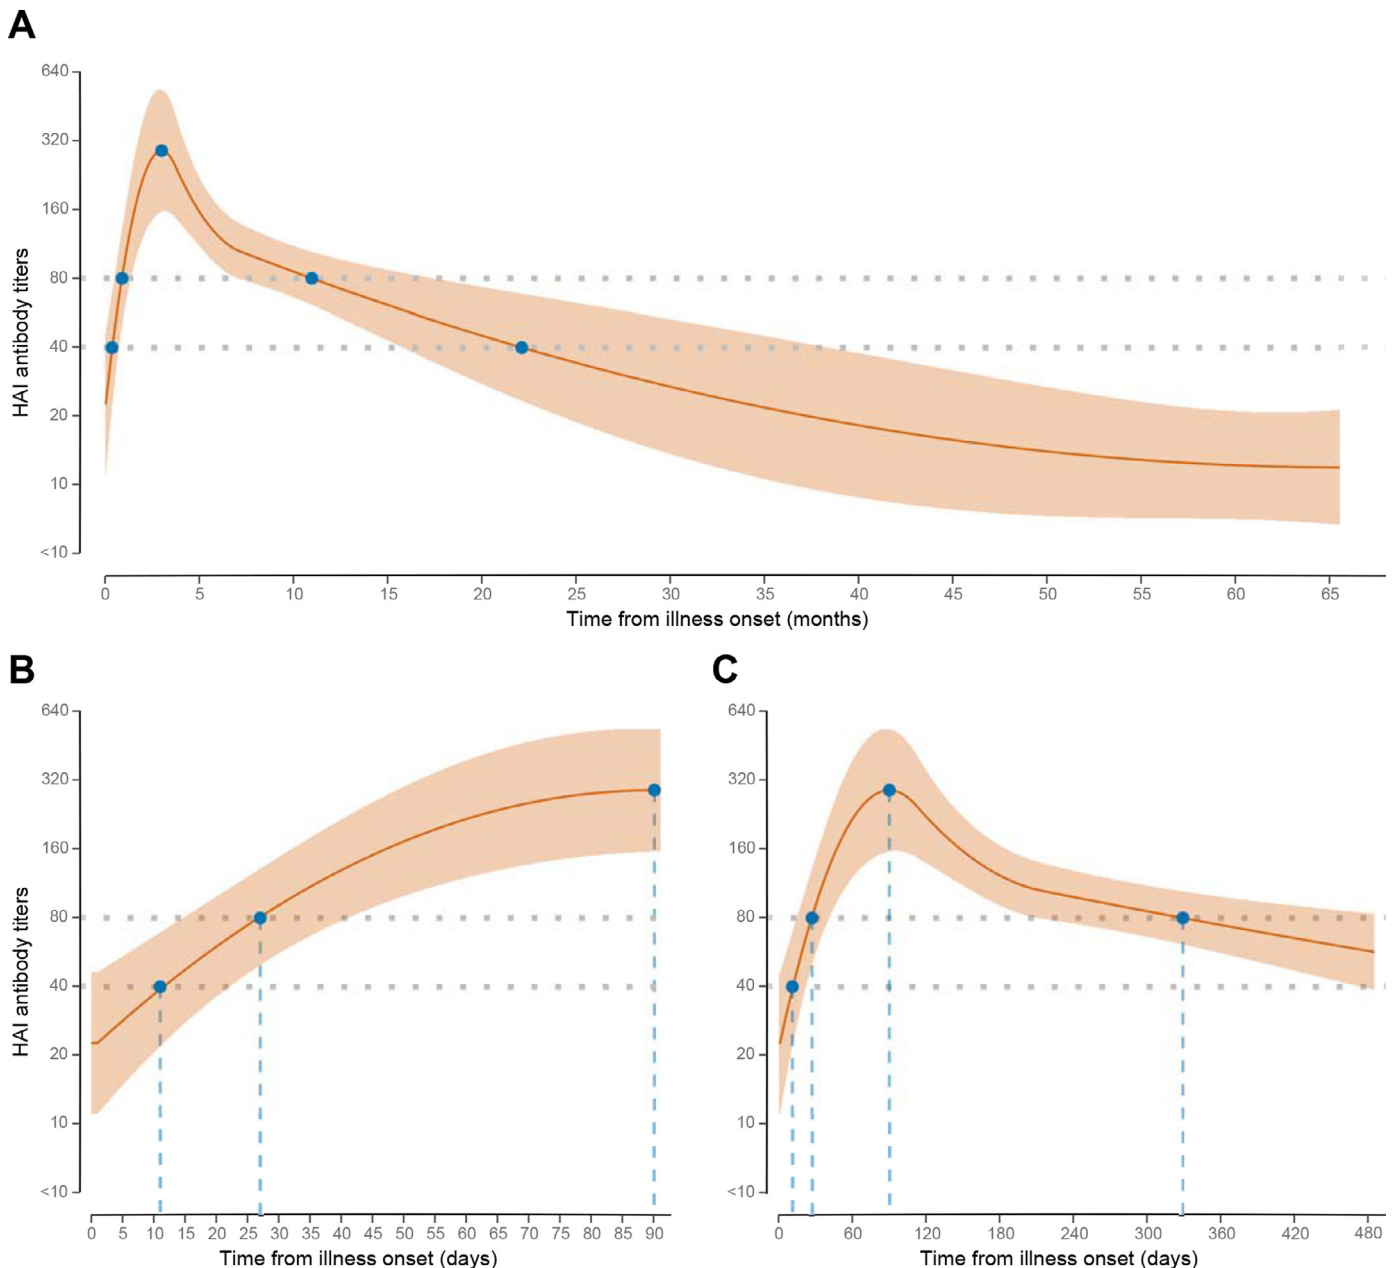 A
640
320
160
80
40
20
10
<10
HAI antibody titers
0 5 10 15 20 25 30 35 40 45 50 55 60 65
Time from illness onset (months)
B
640
320
160
80
40
20
10
<10
HAI antibody titers
0 5 10 15 20 25 30 35 40 45 50 55 60 65 70 75 80 85 90
Time from illness onset (days)
C
640
320
160
80
40
20
10
<10
0 60 120 180 240 300 360 420 480
Time from illness onset (days)